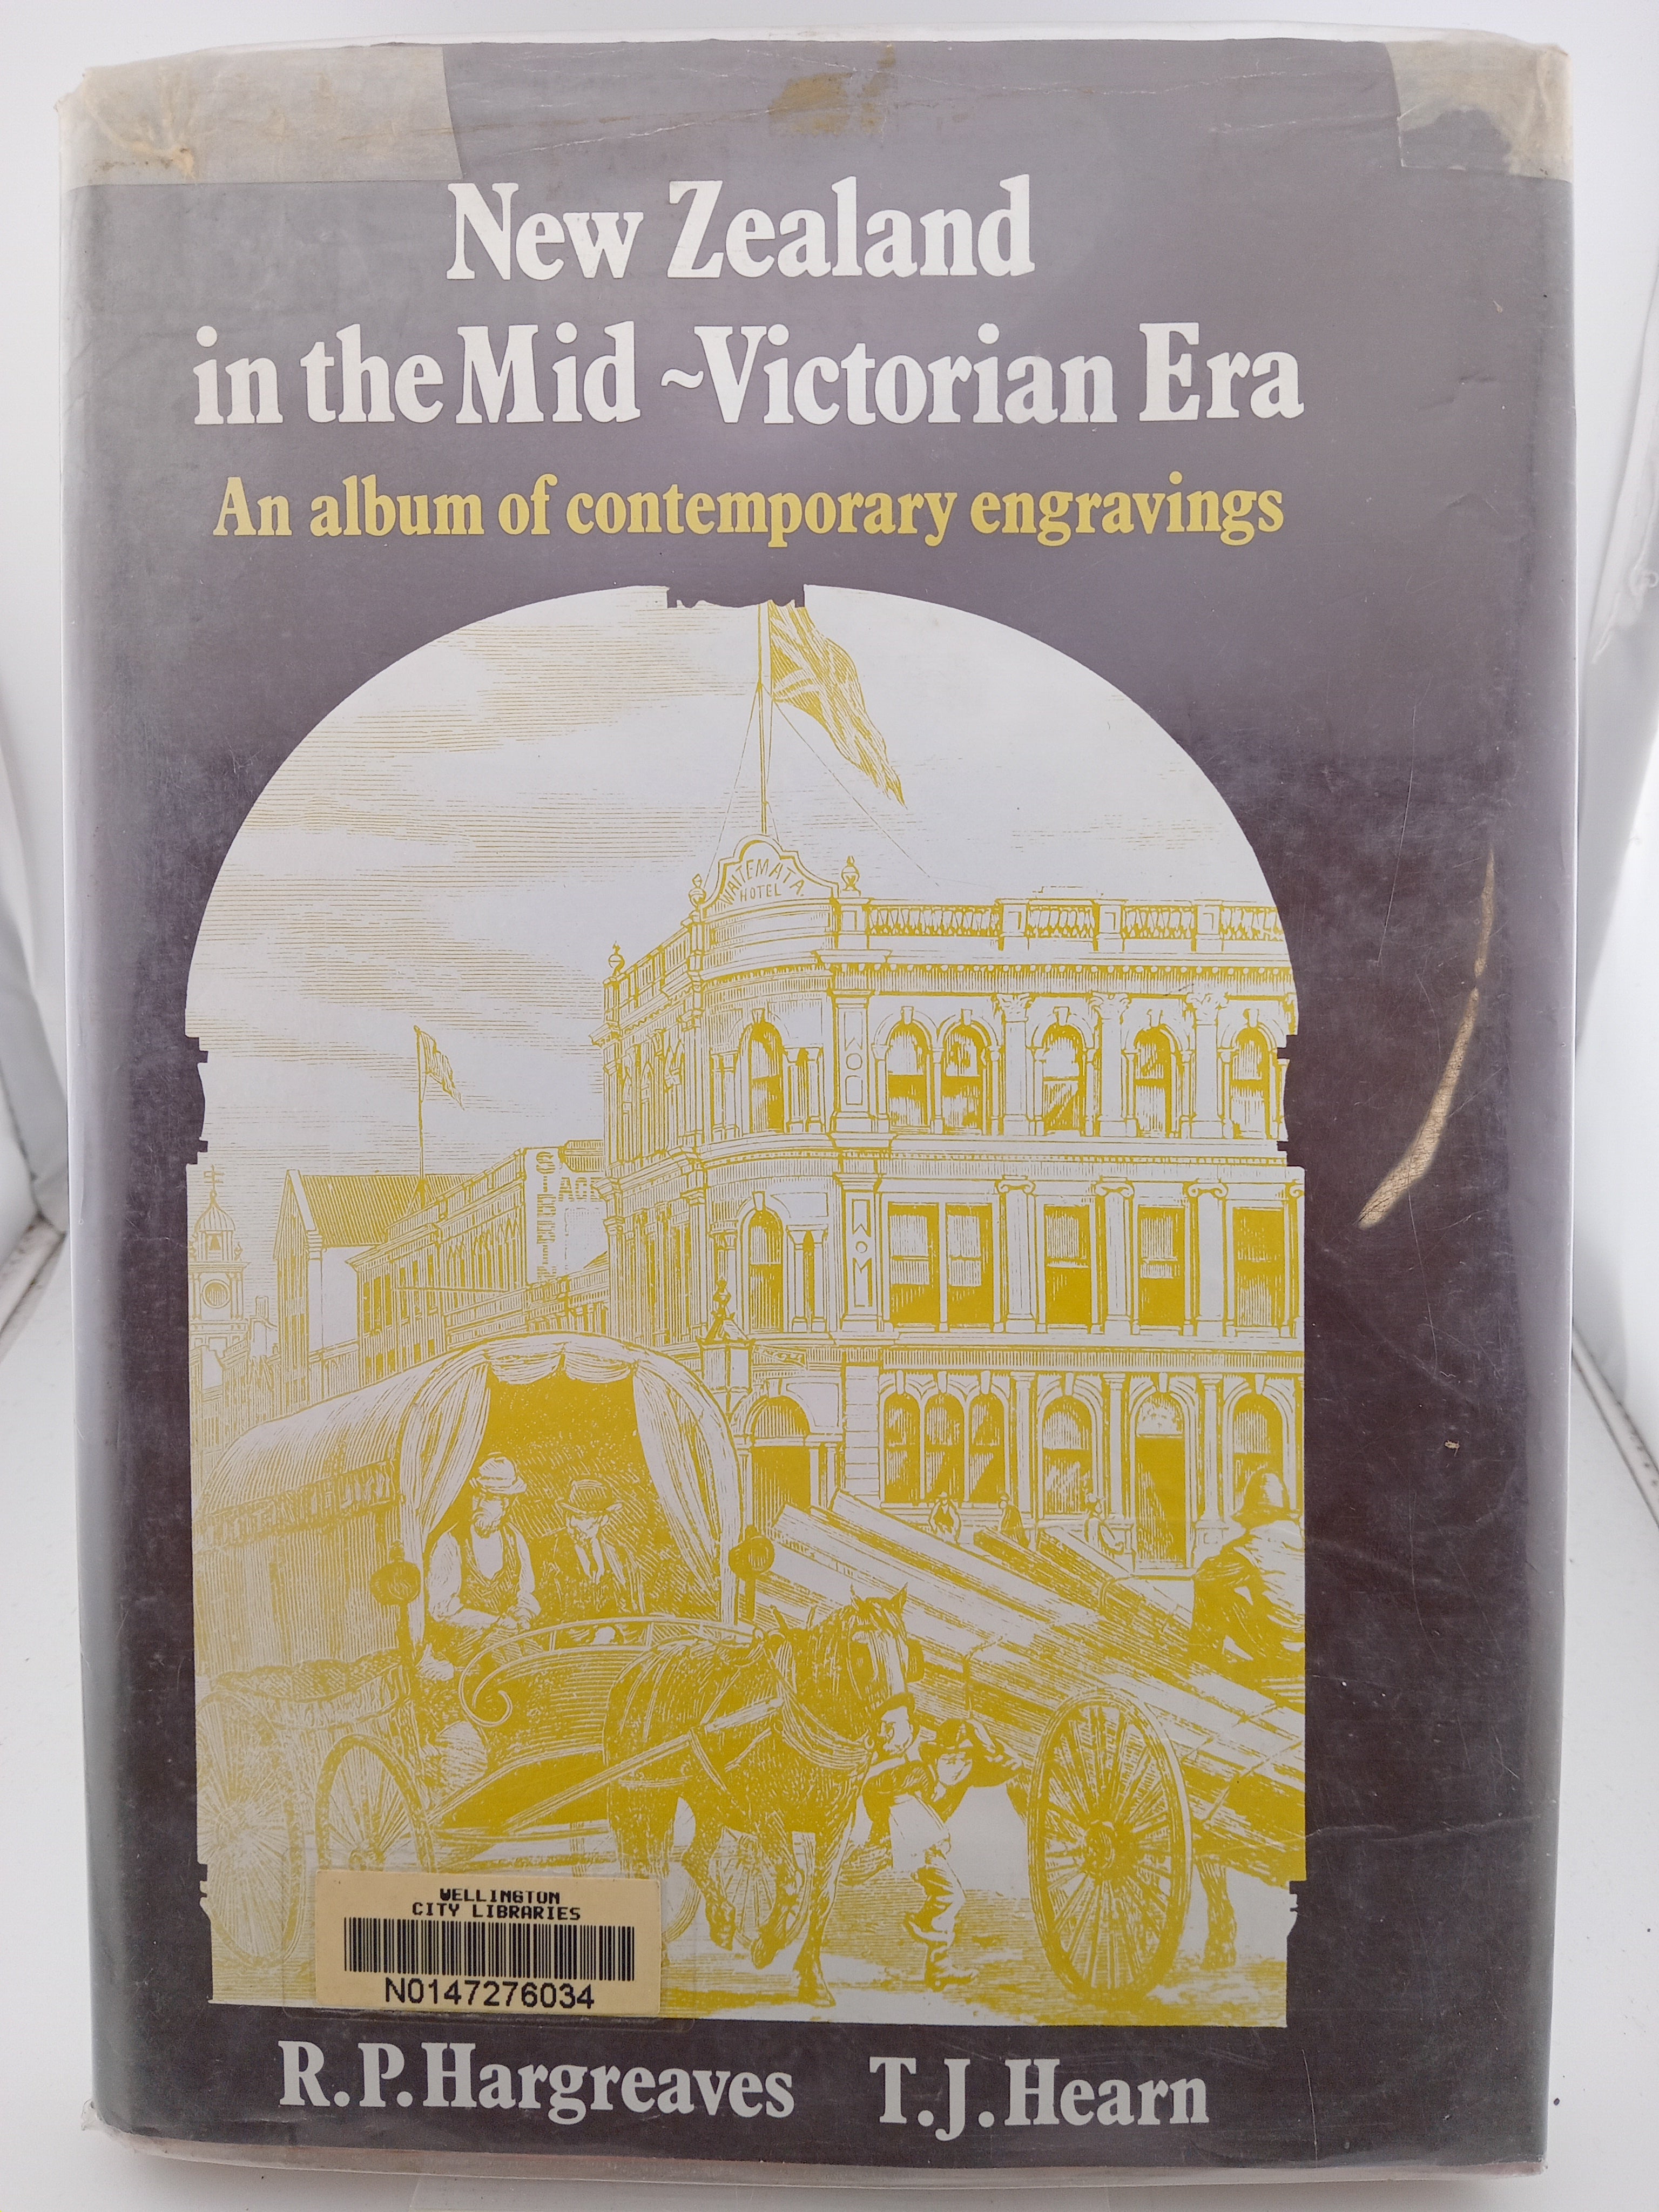 New Zealand
in the Mid~Victorian Era
An album of contemporary engravings
WAITEMATA
HOTEL
WELLINGTON
CITY LIBRARIES
N0147276034
R.P. Hargreaves T.J. Hearn